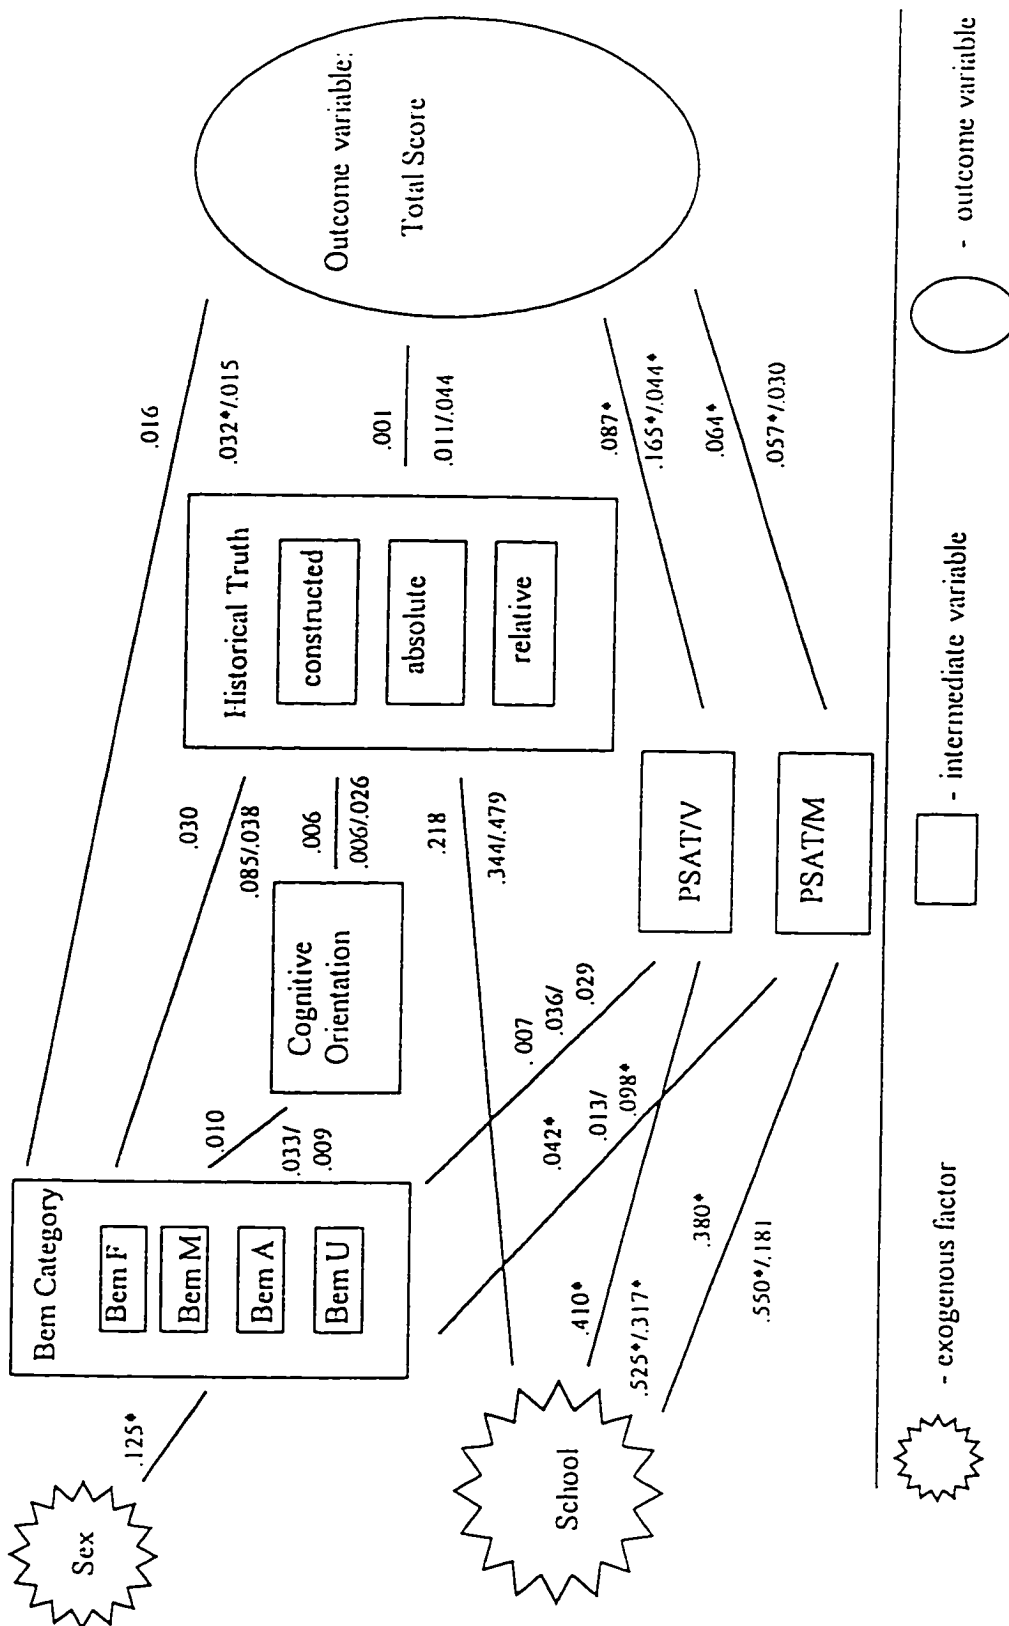 Sex
.125*
Bem Category
Bem F
Bem M
Bem A
Bem U
.016
.032*/.015
.030
.085/.038
.010
.033/
.009
Cognitive
Orientation
.006
.006/.026
Historical Truth
constructed
absolute
relative
.001
.011/.044
Outcome variable:
Total Score
School
.218
.344/.479
.007
.036/
.029
.042*
.013/
.098*
.410*
.525*/.317*
.380*
.550*/.181
PSAT/V
PSAT/M
.087*
.165*/.044*
.064*
.057*/.030
- exogenous factor
- intermediate variable
- outcome variable